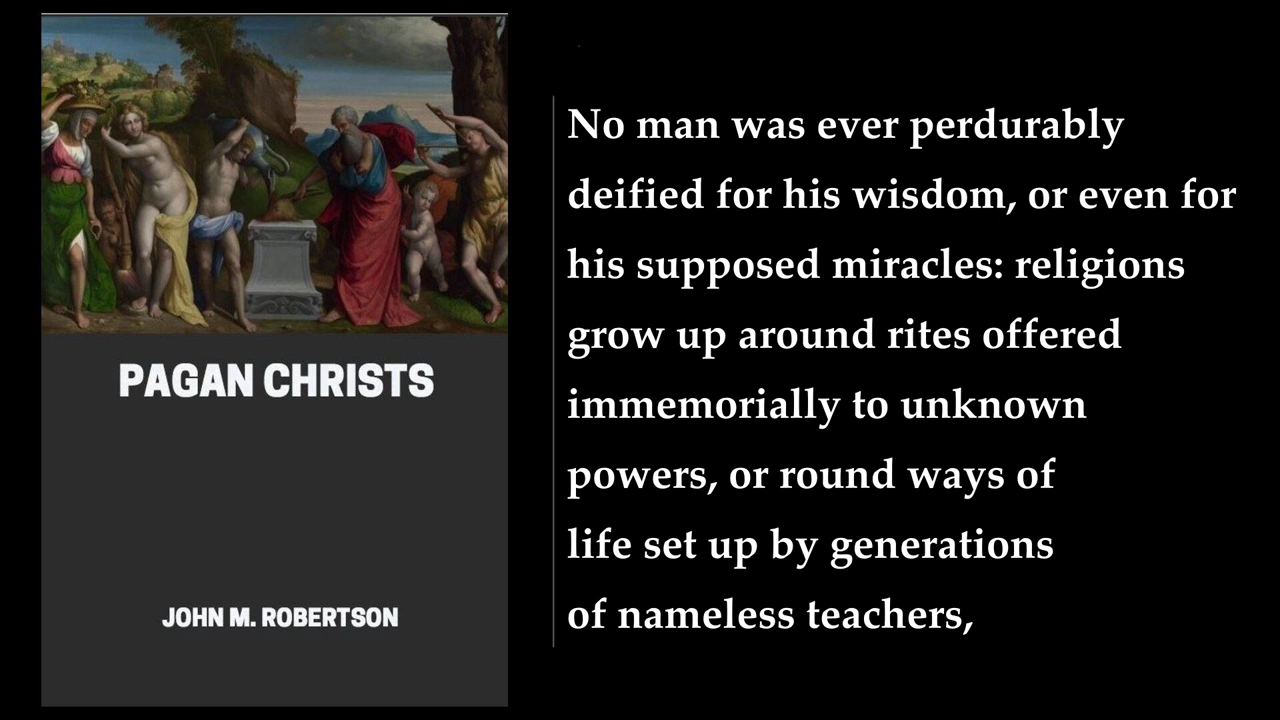 PAGAN CHRISTS
JOHN M. ROBERTSON
No man was ever perdurably
deified for his wisdom, or even for
his supposed miracles: religions
grow up around rites offered
immemorially to unknown
powers, or round ways of
life set up by generations
of nameless teachers,